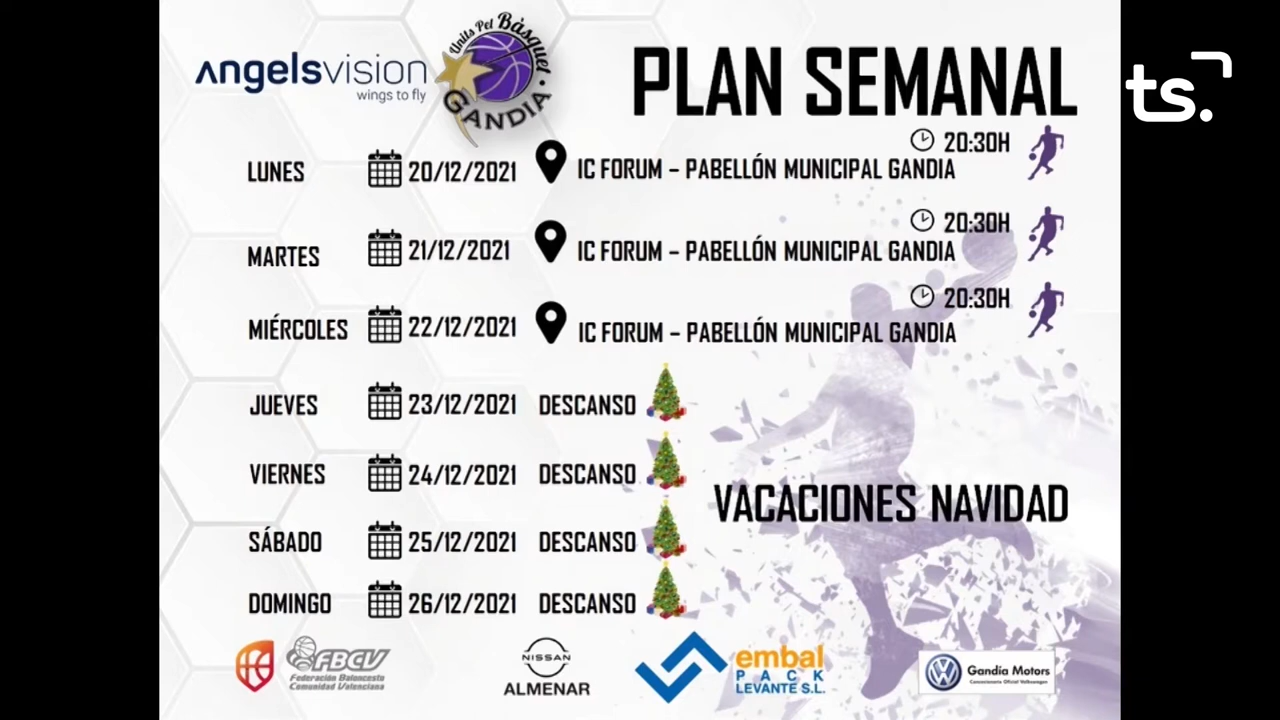 angelsvision
wings to fly
Units Pel Bàsquet
GANDIA
PLAN SEMANAL
ts.
LUNES 20/12/2021 IC FORUM – PABELLÓN MUNICIPAL GANDIA 20:30H
MARTES 21/12/2021 IC FORUM – PABELLÓN MUNICIPAL GANDIA 20:30H
MIÉRCOLES 22/12/2021 IC FORUM – PABELLÓN MUNICIPAL GANDIA 20:30H
JUEVES 23/12/2021 DESCANSO
VIERNES 24/12/2021 DESCANSO
VACACIONES NAVIDAD
SÁBADO 25/12/2021 DESCANSO
DOMINGO 26/12/2021 DESCANSO
FBCV
Federación Baloncesto
Comunidad Valenciana
NISSAN
ALMENAR
embal
PACK
LEVANTE S.L.
Gandia Motors
Concesionario Oficial Volkswagen